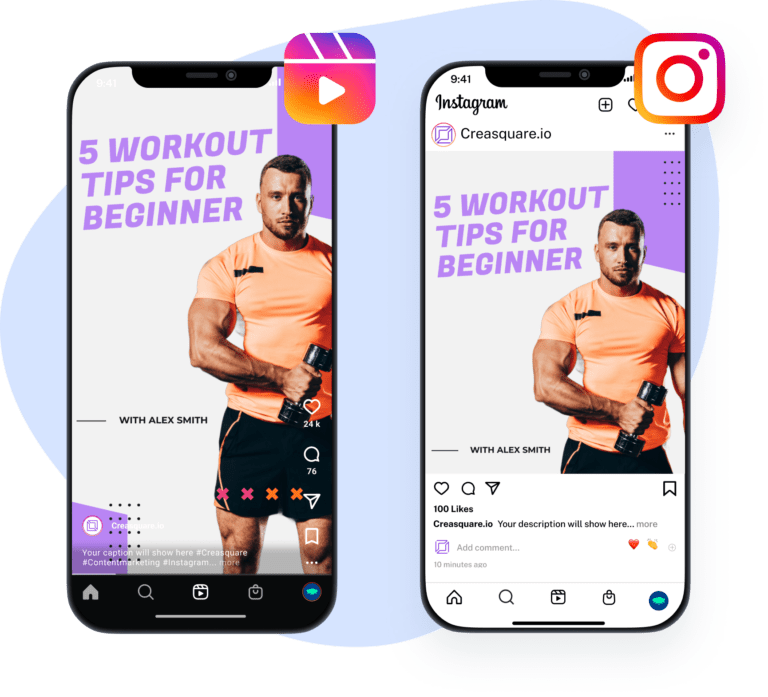 9:41
5 WORKOUT
TIPS FOR
BEGINNER
24 k
WITH ALEX SMITH
76
Creasquare.io
Your caption will show here #Creasquare
#Contentmarketing #Instagram... more
9:41
Instagram
Creasquare.io
5 WORKOUT
TIPS FOR
BEGINNER
WITH ALEX SMITH
100 Likes
Creasquare.io Your description will show here... more
Add comment...
10 minutes ago